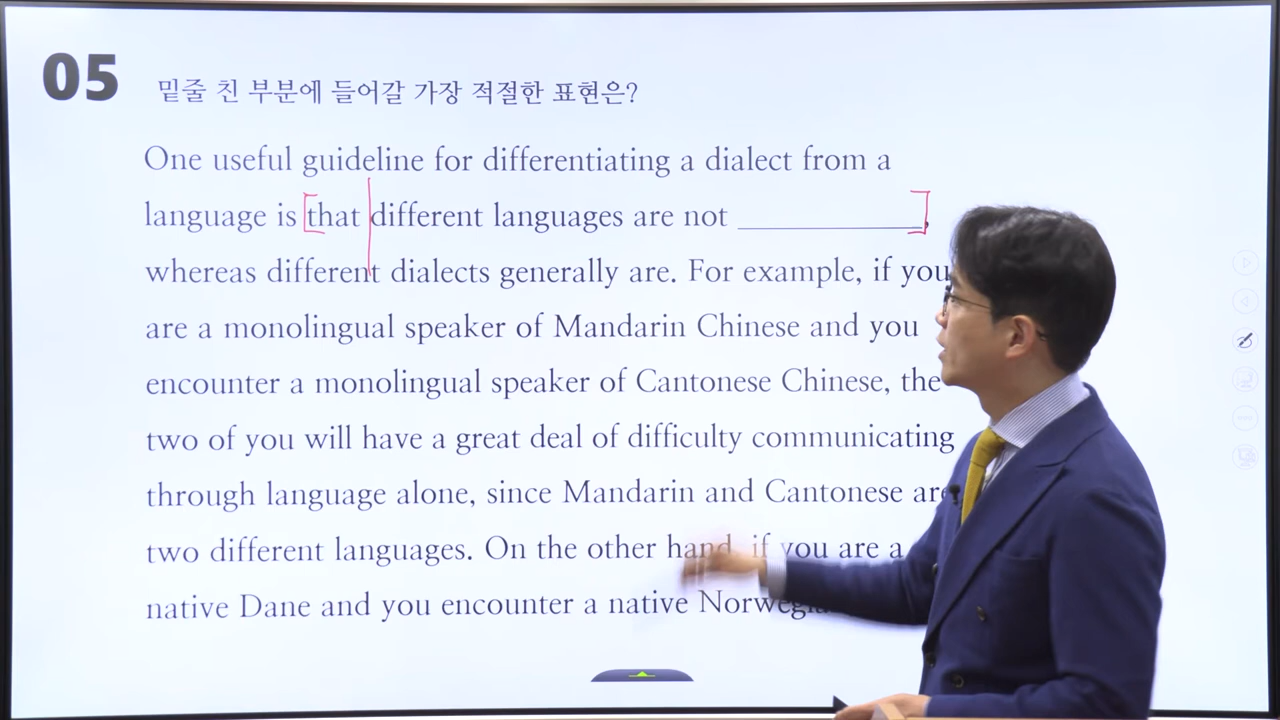 05
밑줄 친 부분에 들어갈 가장 적절한 표현은?
One useful guideline for differentiating a dialect from a
language is that different languages are not ____________,
whereas different dialects generally are. For example, if you
are a monolingual speaker of Mandarin Chinese and you
encounter a monolingual speaker of Cantonese Chinese, the
two of you will have a great deal of difficulty communicating
through language alone, since Mandarin and Cantonese are
two different languages. On the other hand, if you are a
native Dane and you encounter a native